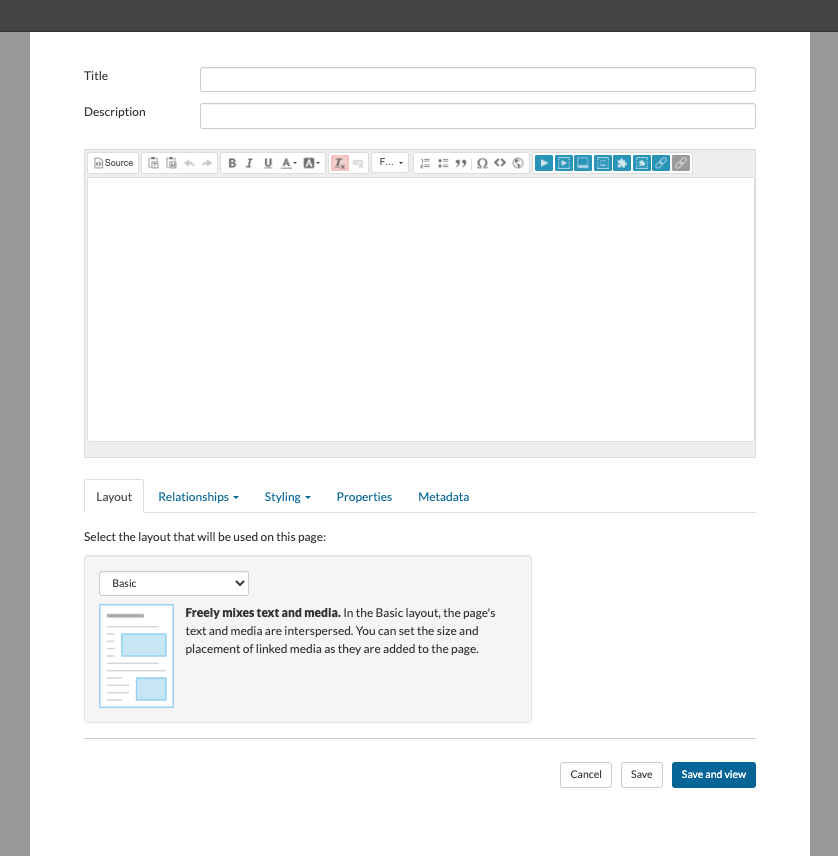 Title
Description
Source
B I U A A Tx F...
Layout Relationships Styling Properties Metadata
Select the layout that will be used on this page:
Basic
Freely mixes text and media. In the Basic layout, the page's
text and media are interspersed. You can set the size and
placement of linked media as they are added to the page.
Cancel Save Save and view